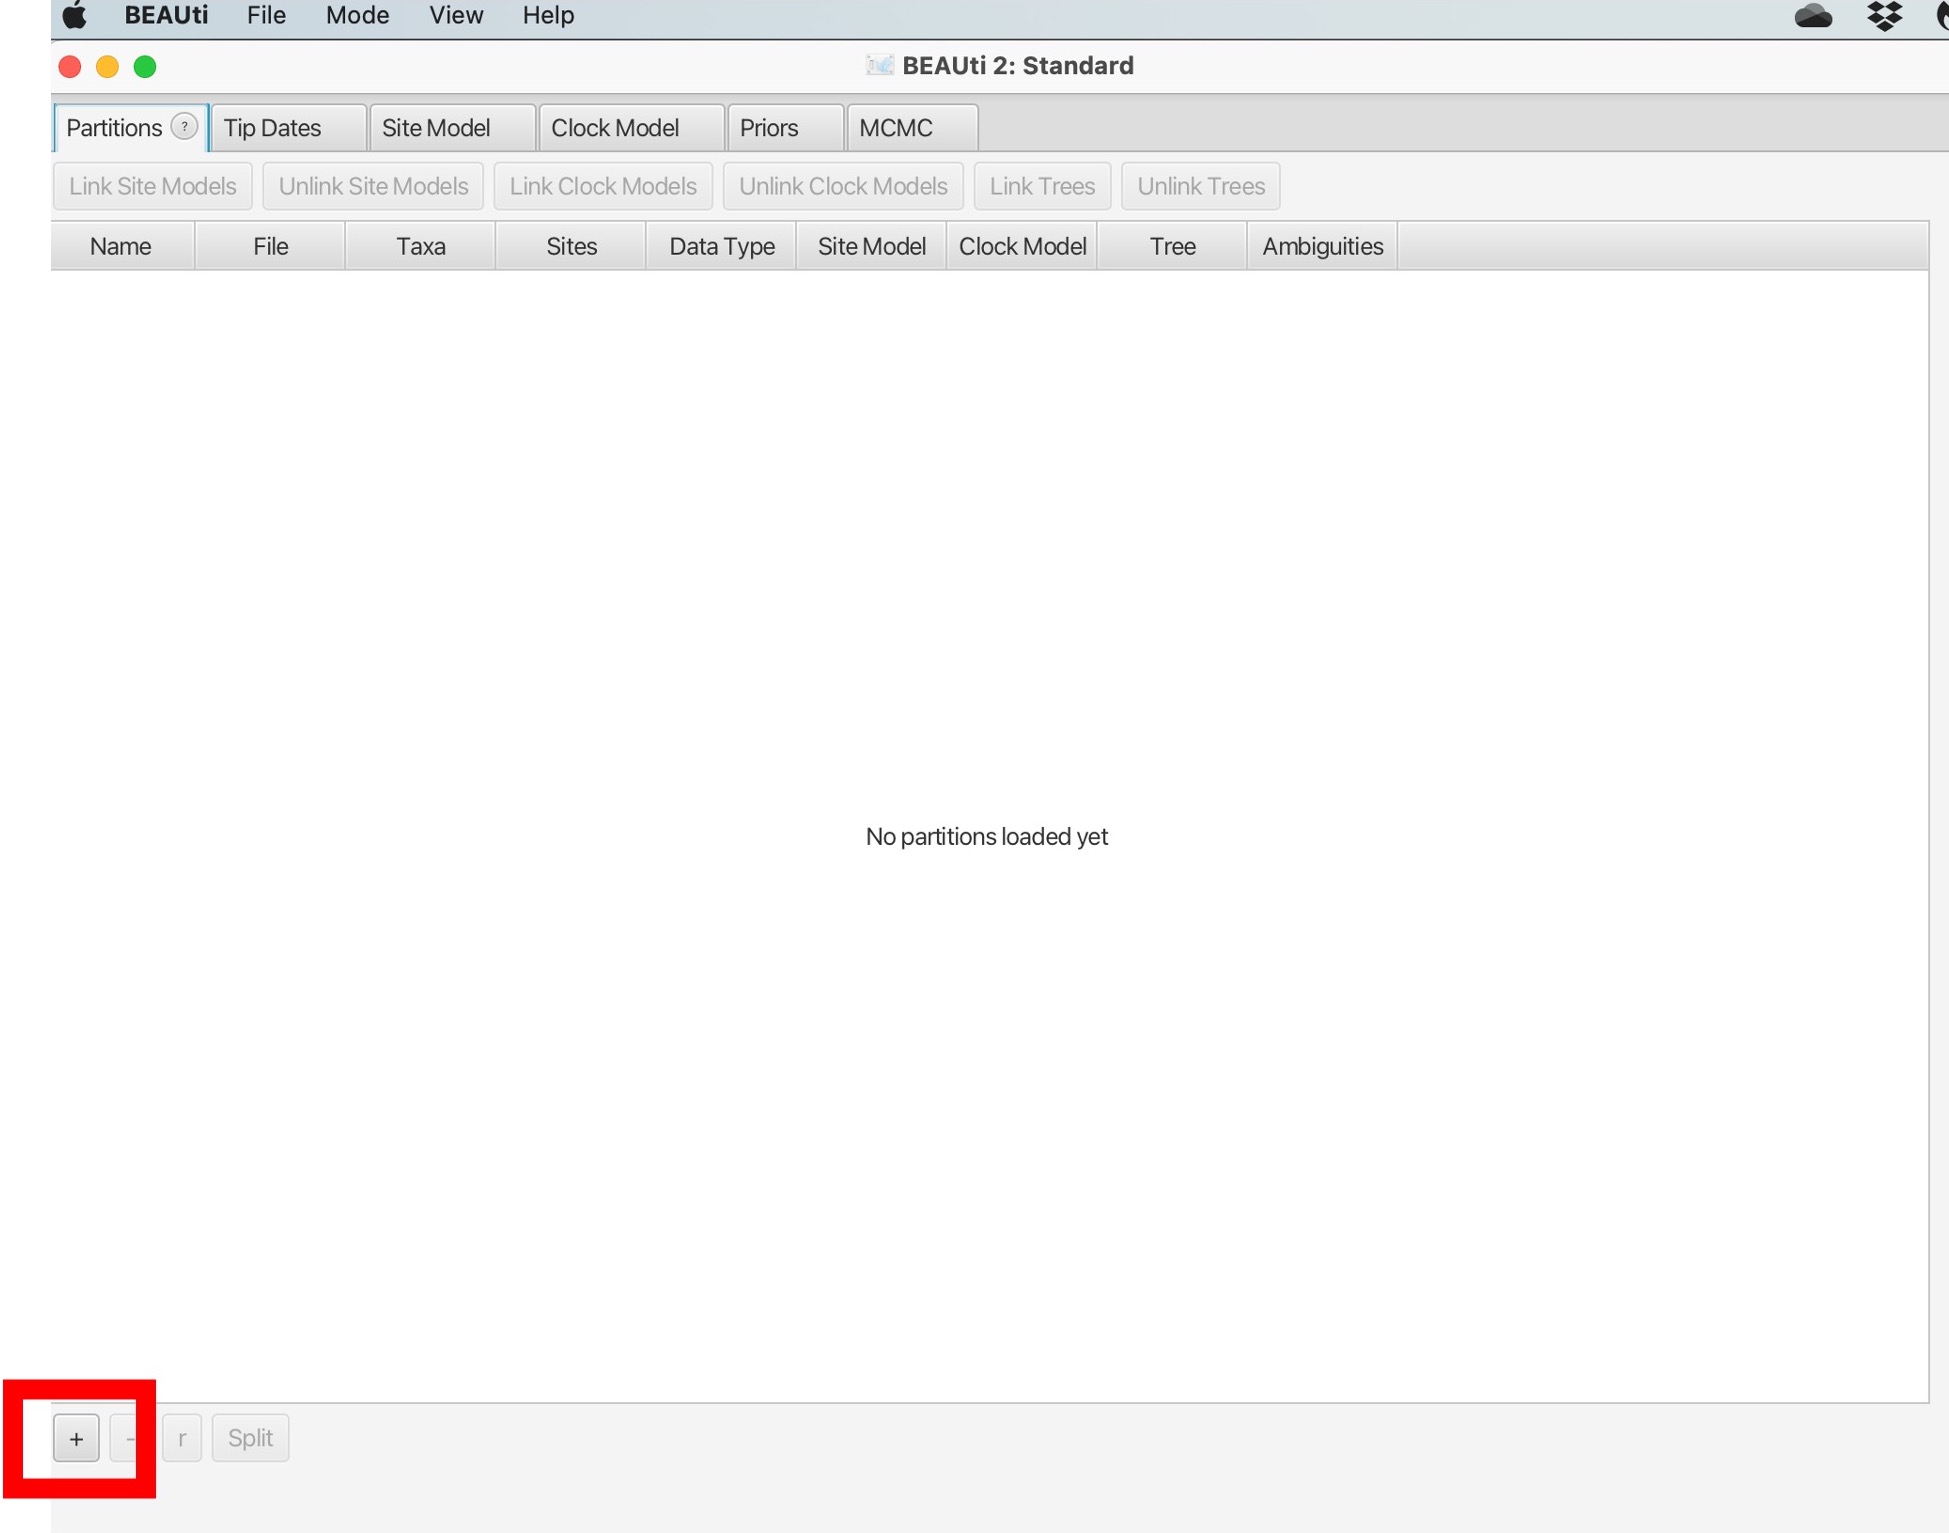 BEAUti File Mode View Help
BEAUti 2: Standard
Partitions ? Tip Dates Site Model Clock Model Priors MCMC
Link Site Models Unlink Site Models Link Clock Models Unlink Clock Models Link Trees Unlink Trees
Name File Taxa Sites Data Type Site Model Clock Model Tree Ambiguities
No partitions loaded yet
+ - r Split